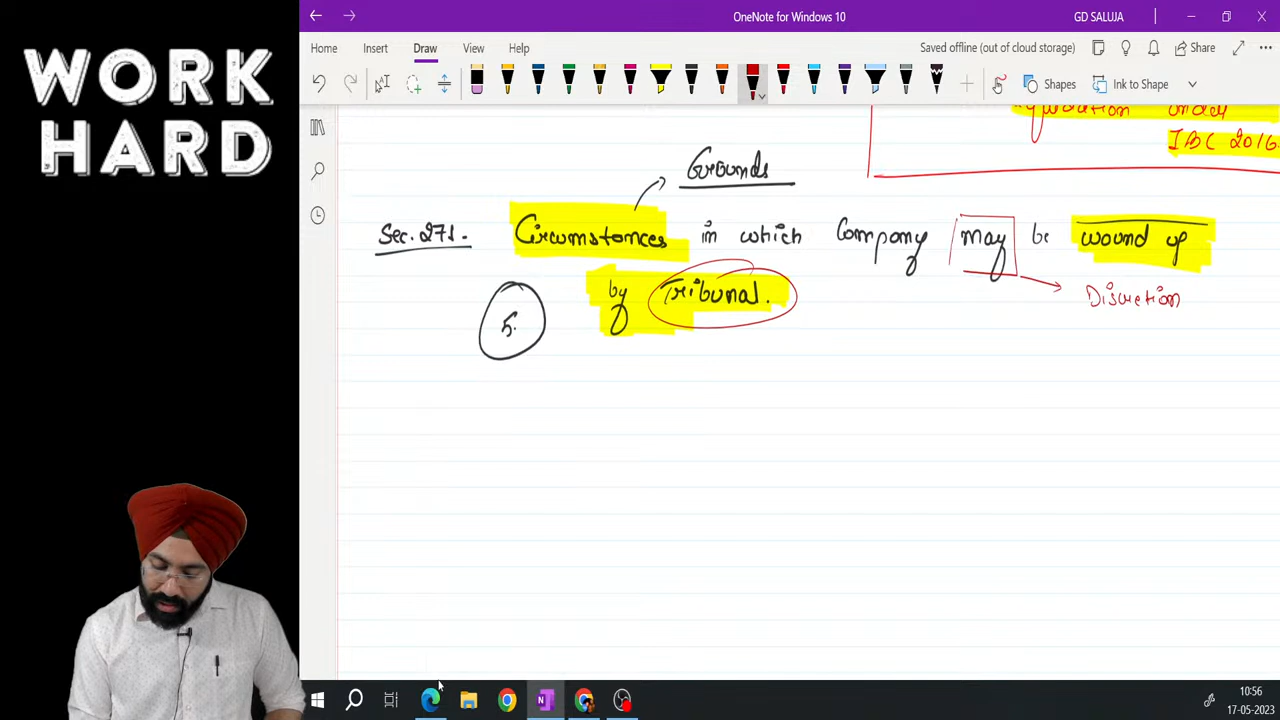 WORK
HARD
OneNote for Windows 10
GD SALUJA
Home Insert Draw View Help
Saved offline (out of cloud storage)
Share
Shapes
Ink to Shape
under
IBC 2016.
Grounds
Sec. 271. Circumstances in which Company may be wound up
by Tribunal.
Discretion
5.
10:56
17-05-2023